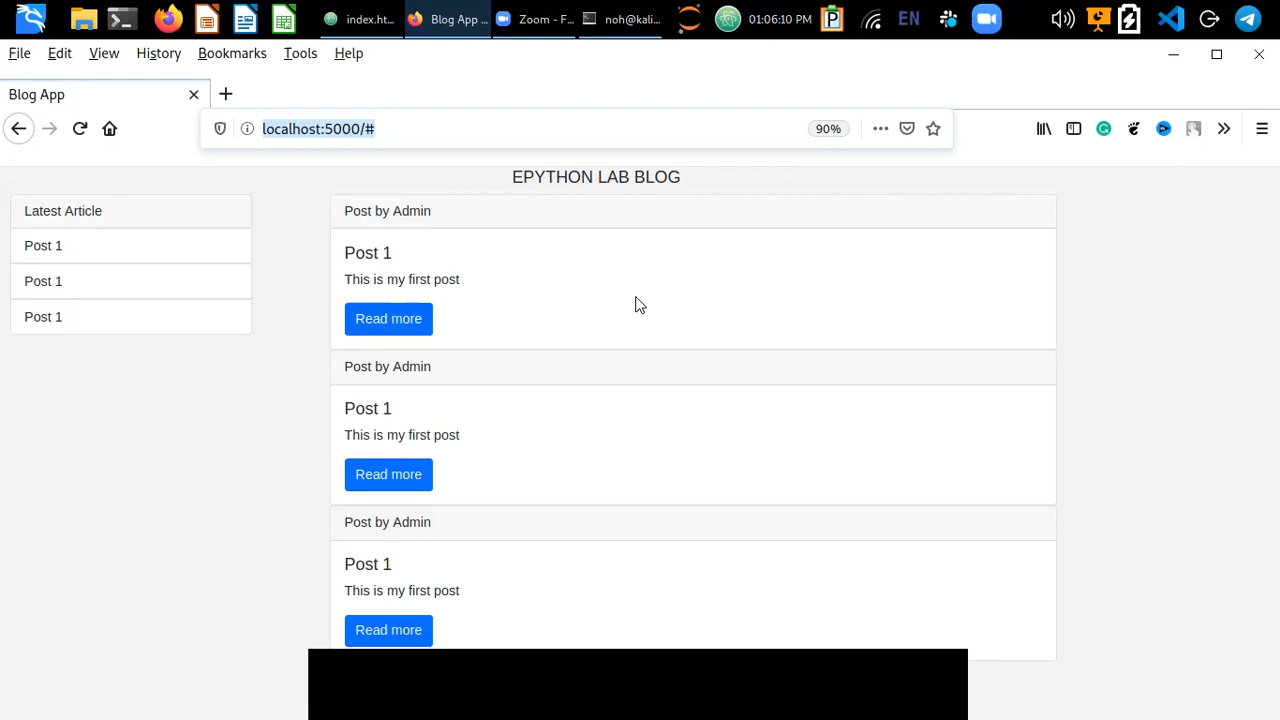 index.ht...
Blog App ...
Zoom - F...
noh@kali...
01:06:10 PM
EN
File Edit View History Bookmarks Tools Help
Blog App
localhost:5000/#
90%
EPYTHON LAB BLOG
Latest Article
Post 1
Post 1
Post 1
Post by Admin
Post 1
This is my first post
Read more
Post by Admin
Post 1
This is my first post
Read more
Post by Admin
Post 1
This is my first post
Read more